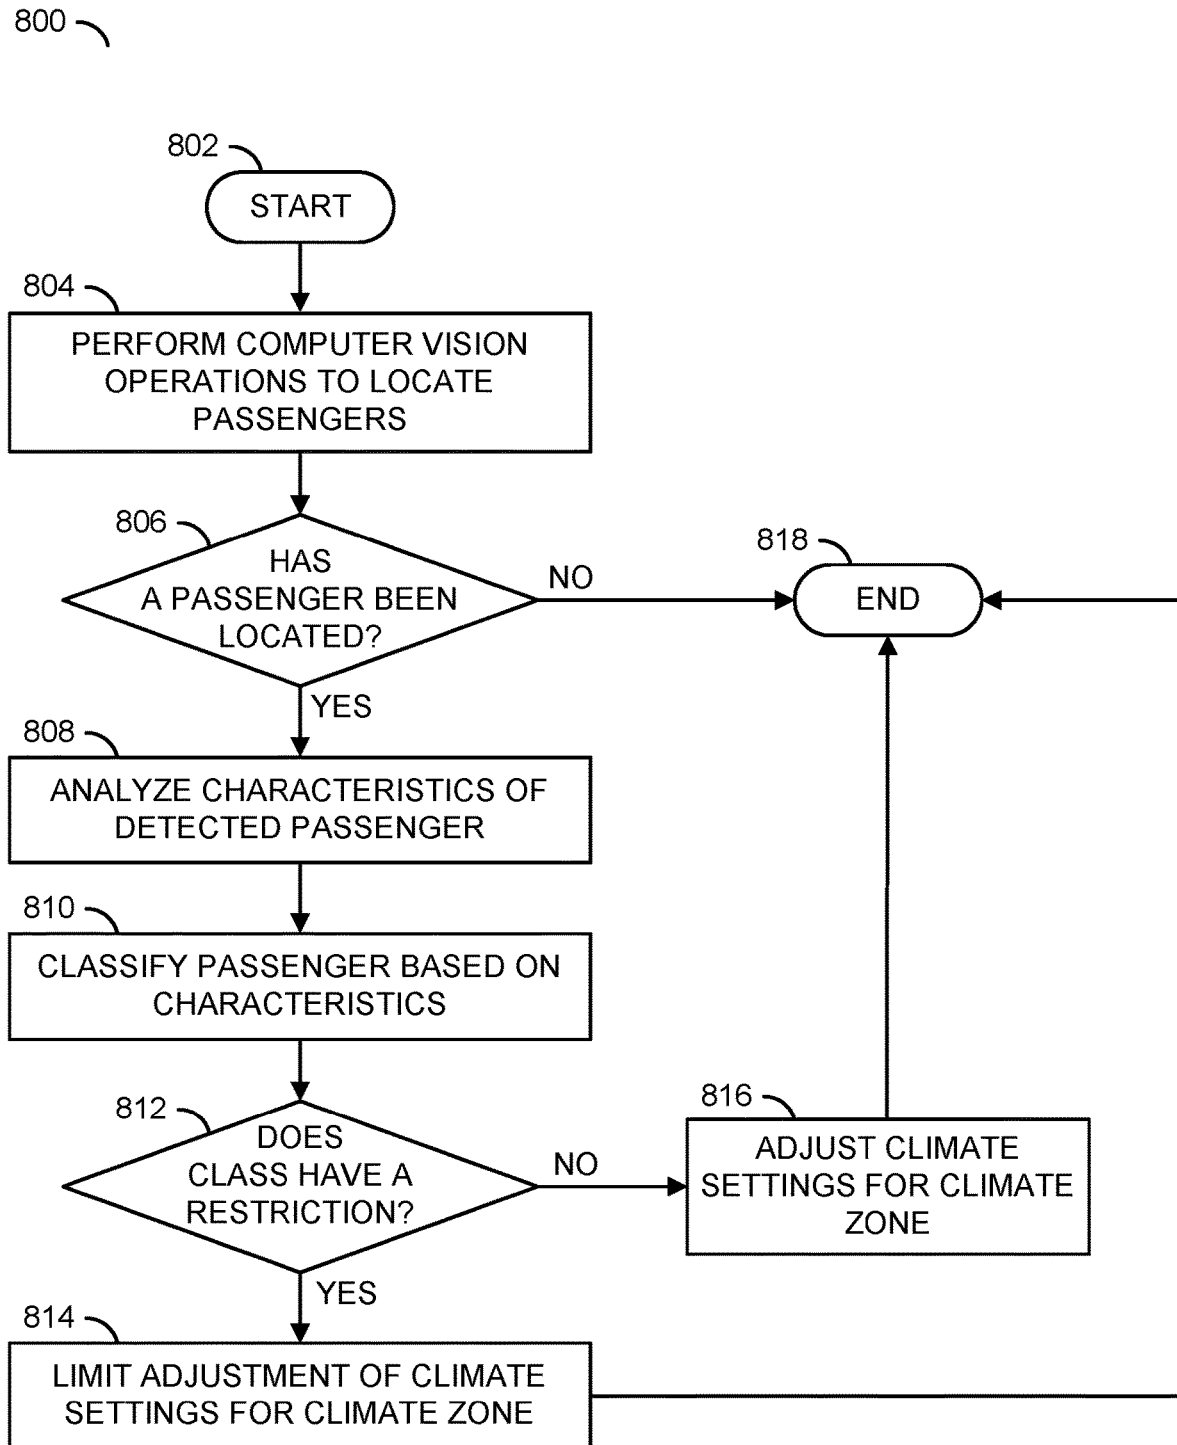 800
802
START
804
PERFORM COMPUTER VISION
OPERATIONS TO LOCATE
PASSENGERS
806
HAS
A PASSENGER BEEN
LOCATED?
NO
818
END
YES
808
ANALYZE CHARACTERISTICS OF
DETECTED PASSENGER
810
CLASSIFY PASSENGER BASED ON
CHARACTERISTICS
812
DOES
CLASS HAVE A
RESTRICTION?
NO
816
ADJUST CLIMATE
SETTINGS FOR CLIMATE
ZONE
YES
814
LIMIT ADJUSTMENT OF CLIMATE
SETTINGS FOR CLIMATE ZONE